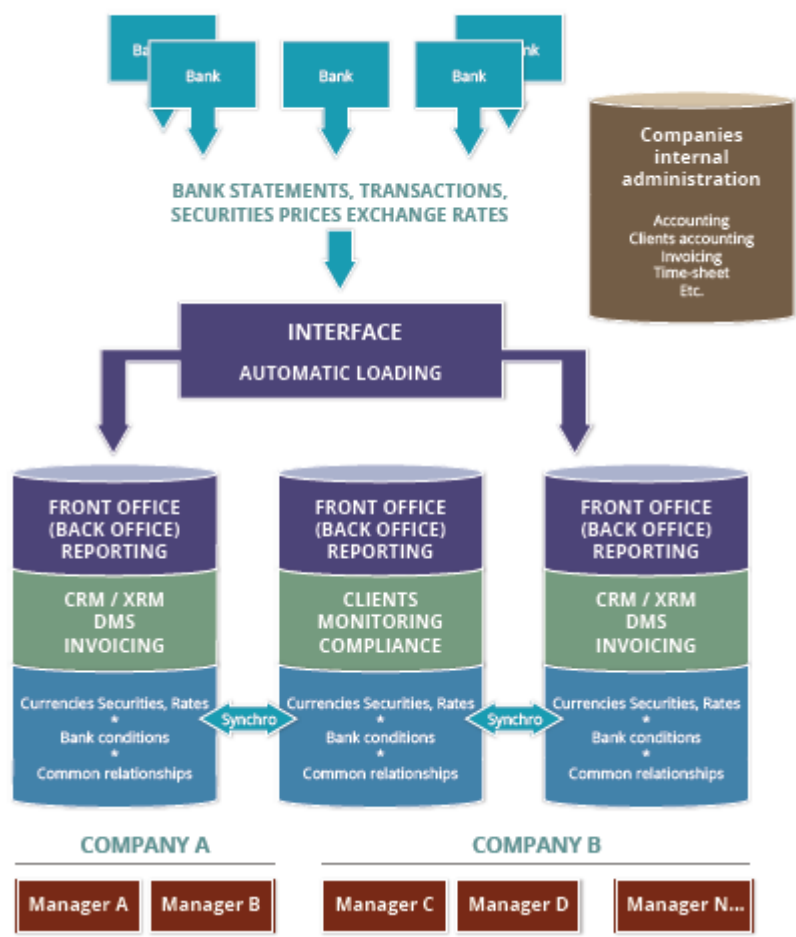 Ba
nk
Bank
Bank
Bank
BANK STATEMENTS, TRANSACTIONS,
SECURITIES PRICES EXCHANGE RATES
Companies
internal
administration
Accounting
Clients accounting
Invoicing
Time-sheet
Etc.
INTERFACE
AUTOMATIC LOADING
FRONT OFFICE
(BACK OFFICE)
REPORTING
CRM / XRM
DMS
INVOICING
Currencies Securities, Rates
*
Bank conditions
*
Common relationships
Synchro
FRONT OFFICE
(BACK OFFICE)
REPORTING
CLIENTS
MONITORING
COMPLIANCE
Currencies Securities, Rates
*
Bank conditions
*
Common relationships
Synchro
FRONT OFFICE
(BACK OFFICE)
REPORTING
CRM / XRM
DMS
INVOICING
Currencies Securities, Rates
*
Bank conditions
*
Common relationships
COMPANY A
COMPANY B
Manager A
Manager B
Manager C
Manager D
Manager N...